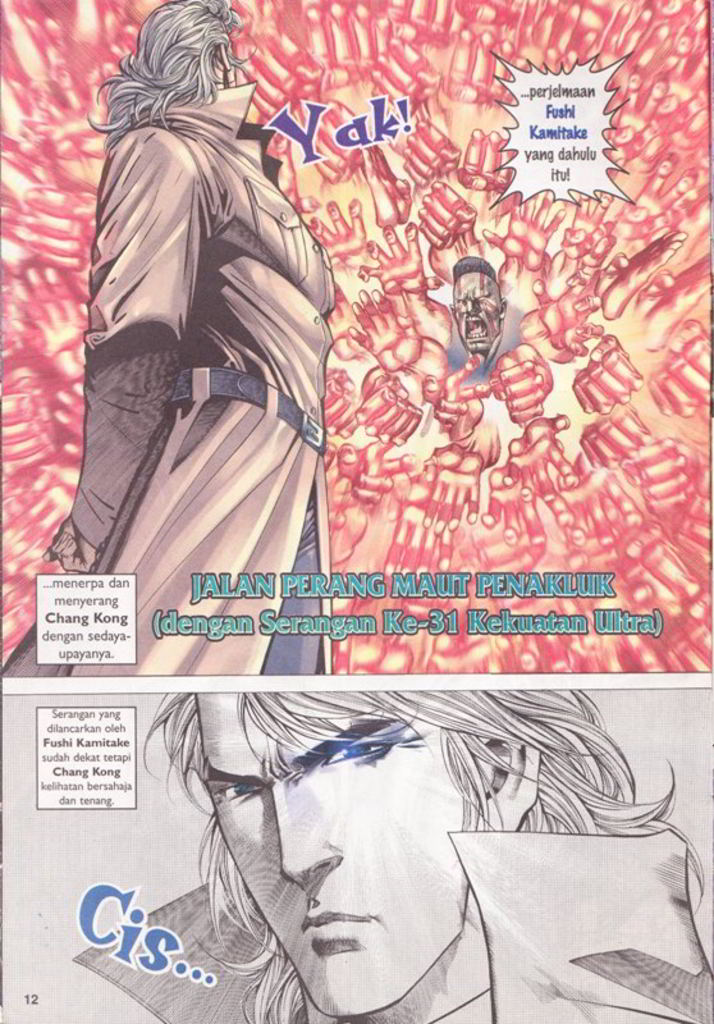 Yak!
...perjelmaan
Fushi
Kamitake
yang dahulu
itu!
...menerpa dan
menyerang
Chang Kong
dengan sedaya-
upayanya.
JALAN PERANG MAUT PENAKLUK
(dengan Serangan Ke-31 Kekuatan Ultra)
Serangan yang
dilancarkan oleh
Fushi Kamitake
sudah dekat tetapi
Chang Kong
kelihatan bersahaja
dan tenang.
Cis...
12